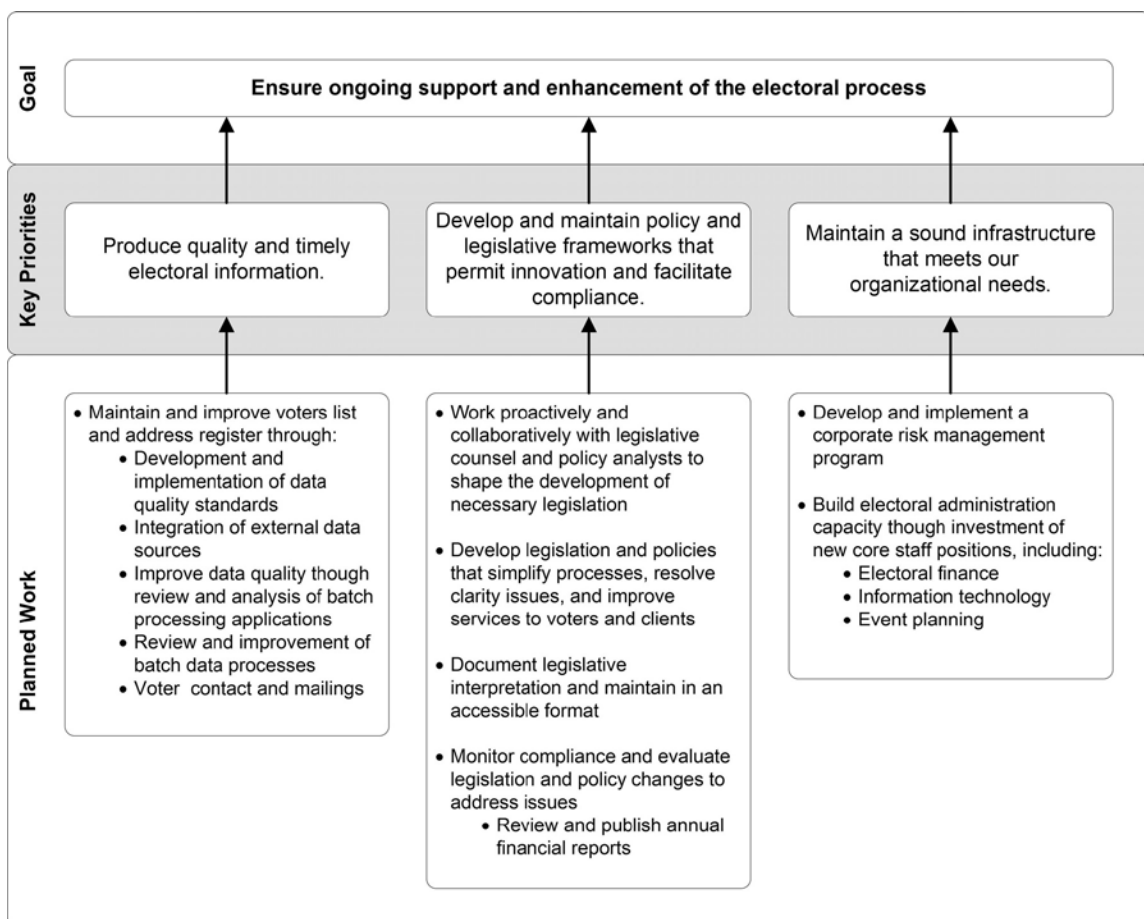 Goal
Ensure ongoing support and enhancement of the electoral process
Key Priorities
Produce quality and timely
electoral information.
Develop and maintain policy and
legislative frameworks that
permit innovation and facilitate
compliance.
Maintain a sound infrastructure
that meets our
organizational needs.
Planned Work
• Maintain and improve voters list
and address register through:
• Development and
implementation of data
quality standards
• Integration of external data
sources
• Improve data quality though
review and analysis of batch
processing applications
• Review and improvement of
batch data processes
• Voter contact and mailings
• Work proactively and
collaboratively with legislative
counsel and policy analysts to
shape the development of
necessary legislation
• Develop legislation and policies
that simplify processes, resolve
clarity issues, and improve
services to voters and clients
• Document legislative
interpretation and maintain in an
accessible format
• Monitor compliance and evaluate
legislation and policy changes to
address issues
• Review and publish annual
financial reports
• Develop and implement a
corporate risk management
program
• Build electoral administration
capacity though investment of
new core staff positions, including:
• Electoral finance
• Information technology
• Event planning